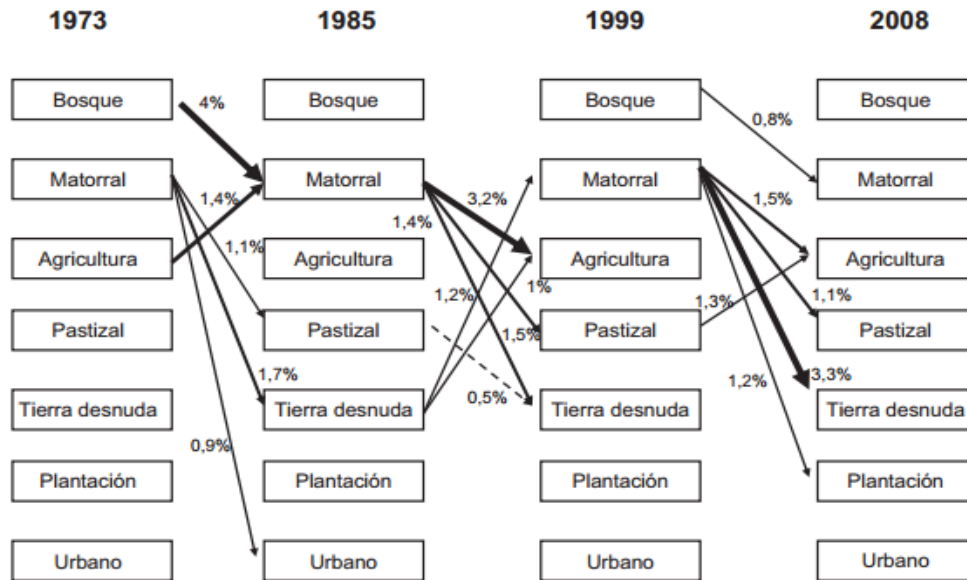 1973 1985 1999 2008
Bosque Bosque Bosque Bosque
4%
0,8%
Matorral Matorral Matorral Matorral
1,4% 3,2% 1,5%
1,4%
1,1%
Agricultura Agricultura Agricultura Agricultura
1,2% 1% 1,3% 1,1%
Pastizal Pastizal Pastizal Pastizal
1,5%
1,7% 0,5% 1,2% 3,3%
Tierra desnuda Tierra desnuda Tierra desnuda Tierra desnuda
0,9%
Plantación Plantación Plantación Plantación
Urbano Urbano Urbano Urbano